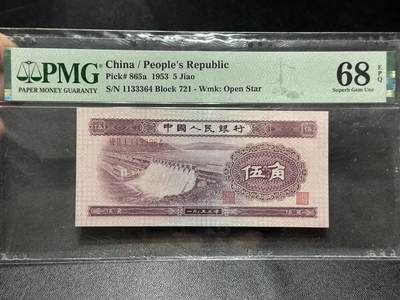 PMG
PAPER MONEY GUARANTY
China / People's Republic
Pick# 865a 1953 5 Jiao
S/N 1133364 Block 721 - Wmk: Open Star
68 EPQ
Superb Gem Unc
中国人民银行
1133364
伍角
一九五三年